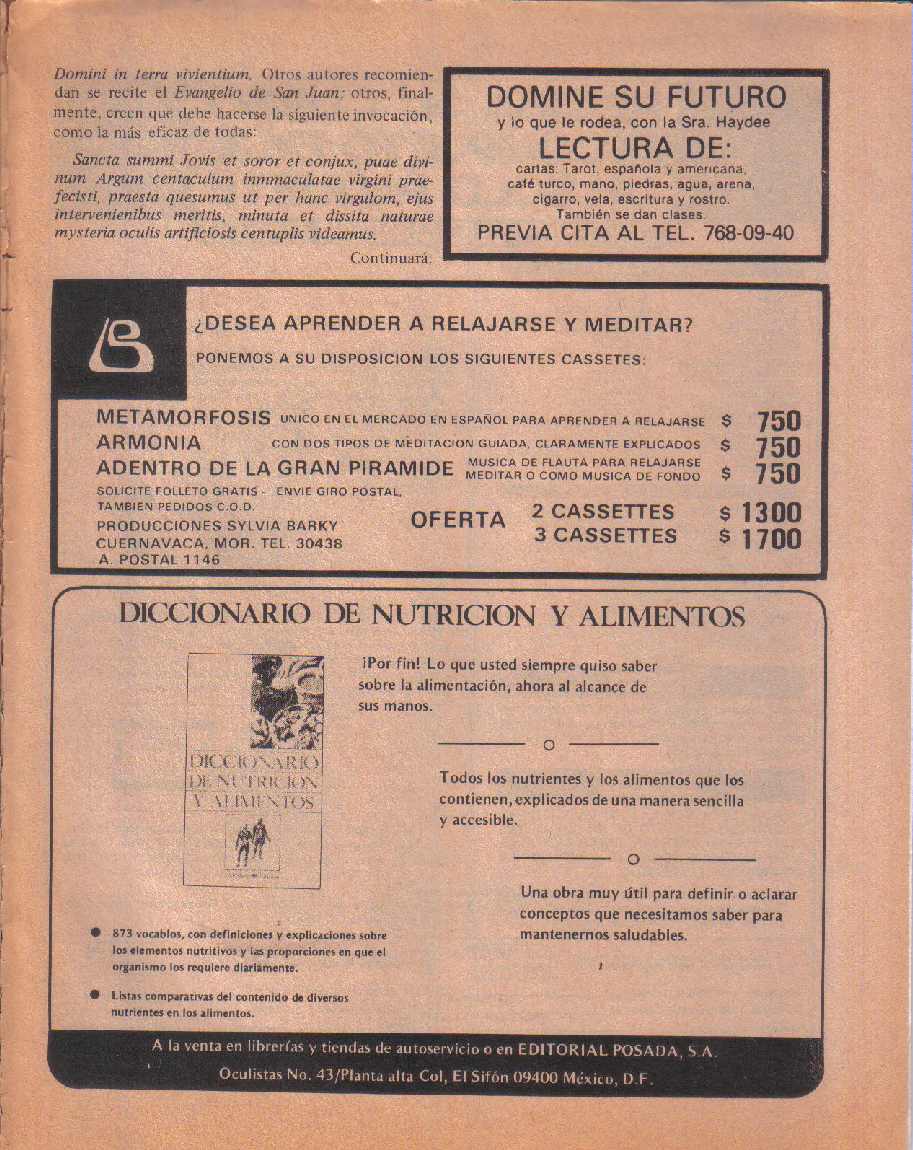 Domini in terra vivientium. Otros autores recomien-
dan se recite el Evangelio de San Juan; otros, final-
mente, creen que debe hacerse la siguiente invocación,
como la más eficaz de todas:
Sancta summi Jovis et soror et conjux, puae divi-
num Argum centaculum inmmaculatae virgini prae-
fecisti, praesta quesumus ut per hanc virgulom, ejus
intervenienibus meritis, minuta et dissita naturae
mysteria oculis artificiosis centuplis videamus.
Continuará.
DOMINE SU FUTURO
y lo que le rodea, con la Sra. Haydee
LECTURA DE:
cartas: Tarot, española y americana,
café turco, mano, piedras, agua, arena,
cigarro, vela, escritura y rostro.
También se dan clases.
PREVIA CITA AL TEL. 768-09-40
¿DESEA APRENDER A RELAJARSE Y MEDITAR?
PONEMOS A SU DISPOSICION LOS SIGUIENTES CASSETES:
METAMORFOSIS UNICO EN EL MERCADO EN ESPAÑOL PARA APRENDER A RELAJARSE $ 750
ARMONIA CON DOS TIPOS DE MEDITACION GUIADA, CLARAMENTE EXPLICADOS $ 750
ADENTRO DE LA GRAN PIRAMIDE MUSICA DE FLAUTA PARA RELAJARSE
MEDITAR O COMO MUSICA DE FONDO $ 750
SOLICITE FOLLETO GRATIS - ENVIE GIRO POSTAL,
TAMBIEN PEDIDOS C.O.D.
PRODUCCIONES SYLVIA BARKY
CUERNAVACA, MOR. TEL. 30438
A. POSTAL 1146
OFERTA 2 CASSETTES $ 1300
3 CASSETTES $ 1700
DICCIONARIO DE NUTRICION Y ALIMENTOS
DICCIONARIO
DE NUTRICION
Y ALIMENTOS
¡Por fin! Lo que usted siempre quiso saber
sobre la alimentación, ahora al alcance de
sus manos.
Todos los nutrientes y los alimentos que los
contienen, explicados de una manera sencilla
y accesible.
Una obra muy útil para definir o aclarar
conceptos que necesitamos saber para
mantenernos saludables.
● 873 vocablos, con definiciones y explicaciones sobre
los elementos nutritivos y las proporciones en que el
organismo los requiere diariamente.
● Listas comparativas del contenido de diversos
nutrientes en los alimentos.
A la venta en librerías y tiendas de autoservicio o en EDITORIAL POSADA, S.A.
Oculistas No. 43/Planta alta Col, El Sifón 09400 México, D.F.